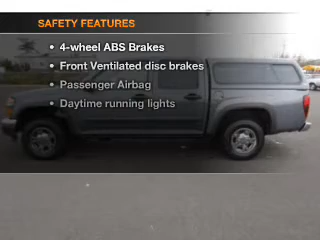 SAFETY FEATURES
• 4-wheel ABS Brakes
• Front Ventilated disc brakes
• Passenger Airbag
• Daytime running lights